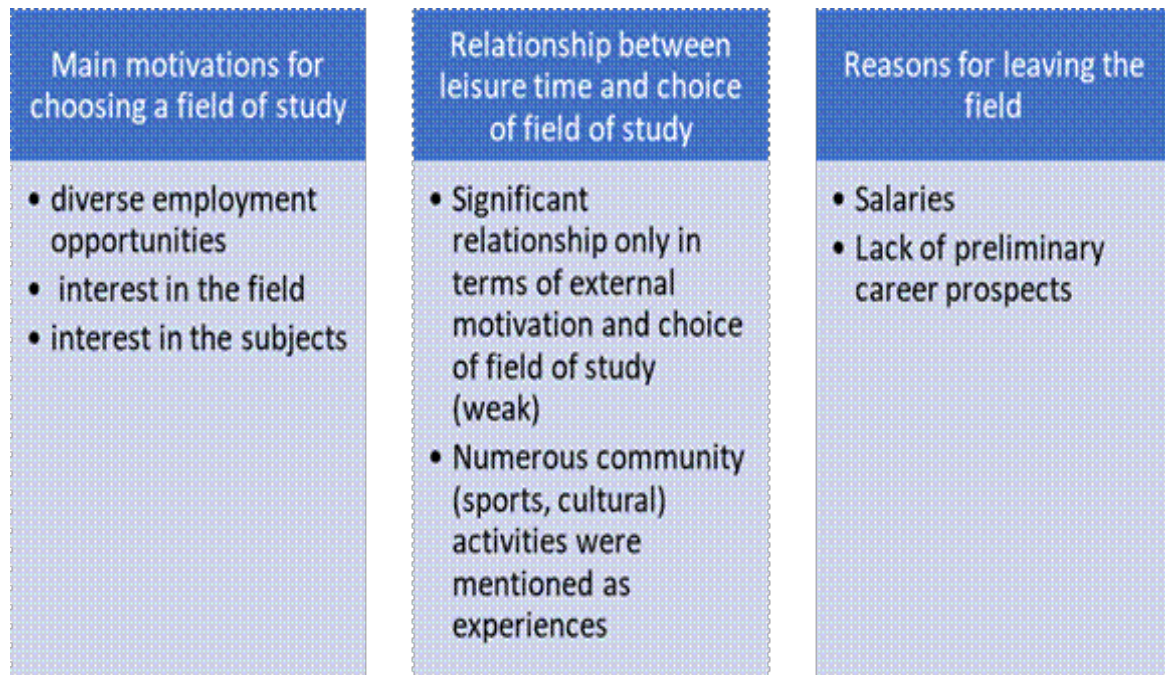 Main motivations for
choosing a field of study
• diverse employment
opportunities
• interest in the field
• interest in the subjects
Relationship between
leisure time and choice
of field of study
• Significant
relationship only in
terms of external
motivation and choice
of field of study
(weak)
• Numerous community
(sports, cultural)
activities were
mentioned as
experiences
Reasons for leaving the
field
• Salaries
• Lack of preliminary
career prospects